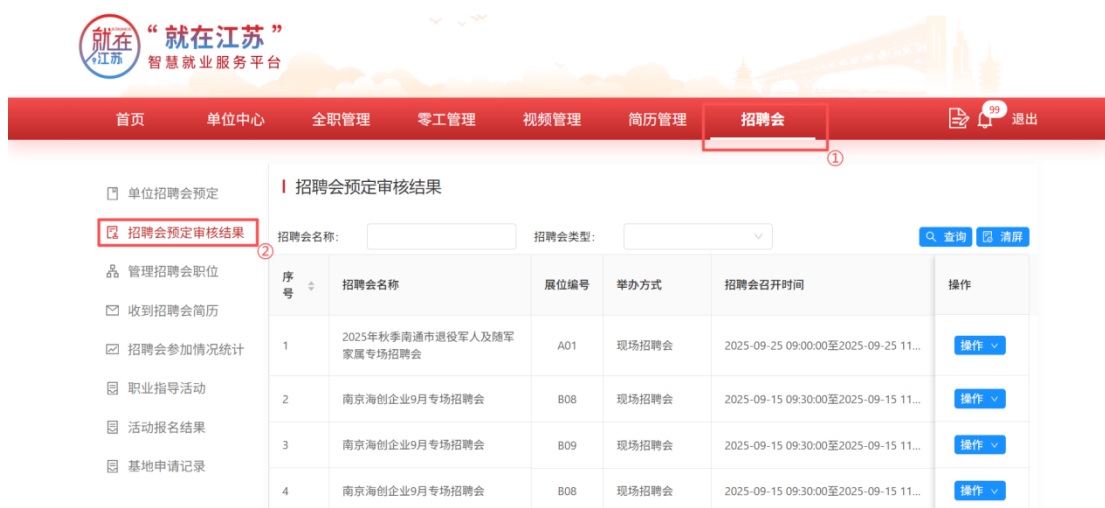 就在
江苏
“就在江苏”
智慧就业服务平台
首页 单位中心 全职管理 零工管理 视频管理 简历管理 招聘会 99 退出
①
单位招聘会预定
招聘会预定审核结果
②
管理招聘会职位
收到招聘会简历
招聘会参加情况统计
职业指导活动
活动报名结果
基地申请记录
招聘会预定审核结果
招聘会名称: 招聘会类型: 查询 清屏
序号 招聘会名称 展位编号 举办方式 招聘会召开时间 操作
1 2025年秋季南通市退役军人及随军 A01 现场招聘会 2025-09-25 09:00:00至2025-09-25 11... 操作
家属专场招聘会
2 南京海创企业9月专场招聘会 B08 现场招聘会 2025-09-15 09:30:00至2025-09-15 11... 操作
3 南京海创企业9月专场招聘会 B09 现场招聘会 2025-09-15 09:30:00至2025-09-15 11... 操作
4 南京海创企业9月专场招聘会 B08 现场招聘会 2025-09-15 09:30:00至2025-09-15 11... 操作